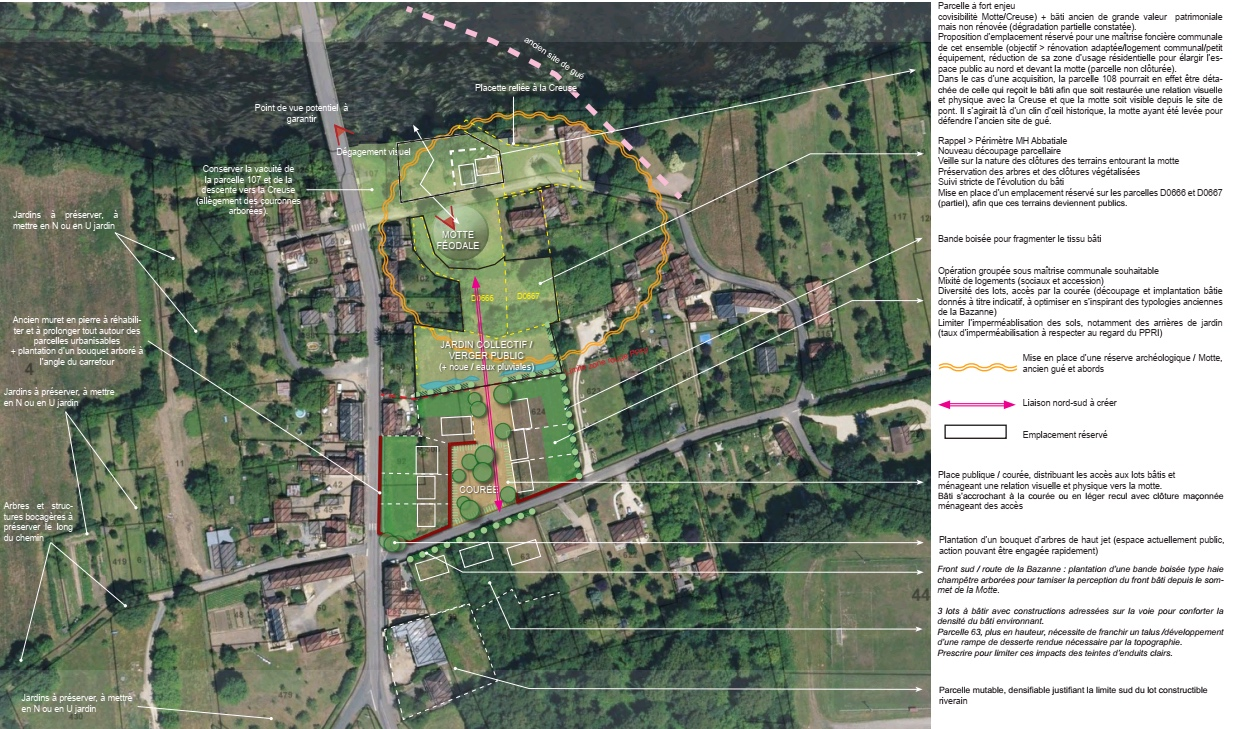 ancien site de gué
Placette reliée à la Creuse
Point de vue potentiel à
garantir
Dégagement visuel
Conserver la vacuité de
la parcelle 107 et de la
descente vers la Creuse
(allègement des couronnes
arborées).
107
Jardins à préserver, à
mettre en N ou en U jardin
MOTTE
FÉODALE
D0666
D0667
Ancien muret en pierre à réhabili-
ter et à prolonger tout autour des
parcelles urbanisables
+ plantation d'un bouquet arboré à
l'angle du carrefour
JARDIN COLLECTIF /
VERGER PUBLIC
(+ noue / eaux pluviales)
Jardins à préserver, à mettre
en N ou en U jardin
COURÉE
Arbres et struc-
tures bocagères à
préserver le long
du chemin
Jardins à préserver, à mettre
en N ou en U jardin
117
4
11
42
624
63
419
44
479
Parcelle à fort enjeu
covisibilité Motte/Creuse) + bâti ancien de grande valeur patrimoniale
mais non rénovée (dégradation partielle constatée).
Proposition d'emplacement réservé pour une maîtrise foncière communale
de cet ensemble (objectif > rénovation adaptée/logement communal/petit
équipement, réduction de sa zone d'usage résidentielle pour élargir l'es-
pace public au nord et devant la motte (parcelle non clôturée).
Dans le cas d'une acquisition, la parcelle 108 pourrait en effet être déta-
chée de celle qui reçoit le bâti afin que soit restaurée une relation visuelle
et physique avec la Creuse et que la motte soit visible depuis le site de
pont. Il s'agirait là d'un clin d'œil historique, la motte ayant été levée pour
défendre l'ancien site de gué.
Rappel > Périmètre MH Abbatiale
Nouveau découpage parcellaire
Veille sur la nature des clôtures des terrains entourant la motte
Préservation des arbres et des clôtures végétalisées
Suivi stricte de l'évolution du bâti
Mise en place d'un emplacement réservé sur les parcelles D0666 et D0667
(partiel), afin que ces terrains deviennent publics.
Bande boisée pour fragmenter le tissu bâti
Opération groupée sous maîtrise communale souhaitable
Mixité de logements (sociaux et accession)
Diversité des lots, accès par la courée (découpage et implantation bâtie
donnés à titre indicatif, à optimiser en s'inspirant des typologies anciennes
de la Bazanne)
Limiter l'imperméablisation des sols, notamment des arrières de jardin
(taux d'imperméabilisation à respecter au regard du PPRI)
Mise en place d'une réserve archéologique / Motte,
ancien gué et abords
Liaison nord-sud à créer
Emplacement réservé
Place publique / courée, distribuant les accès aux lots bâtis et
ménageant une relation visuelle et physique vers la motte.
Bâti s'accrochant à la courée ou en léger recul avec clôture maçonnée
ménageant des accès
Plantation d'un bouquet d'arbres de haut jet (espace actuellement public,
action pouvant être engagée rapidement)
Front sud / route de la Bazanne : plantation d'une bande boisée type haie
champêtre arborées pour tamiser la perception du front bâti depuis le som-
met de la Motte.
3 lots à bâtir avec constructions adressées sur la voie pour conforter la
densité du bâti environnant.
Parcelle 63, plus en hauteur, nécessite de franchir un talus /développement
d'une rampe de desserte rendue nécessaire par la topographie.
Prescrire pour limiter ces impacts des teintes d'enduits clairs.
Parcelle mutable, densifiable justifiant la limite sud du lot constructible
riverain